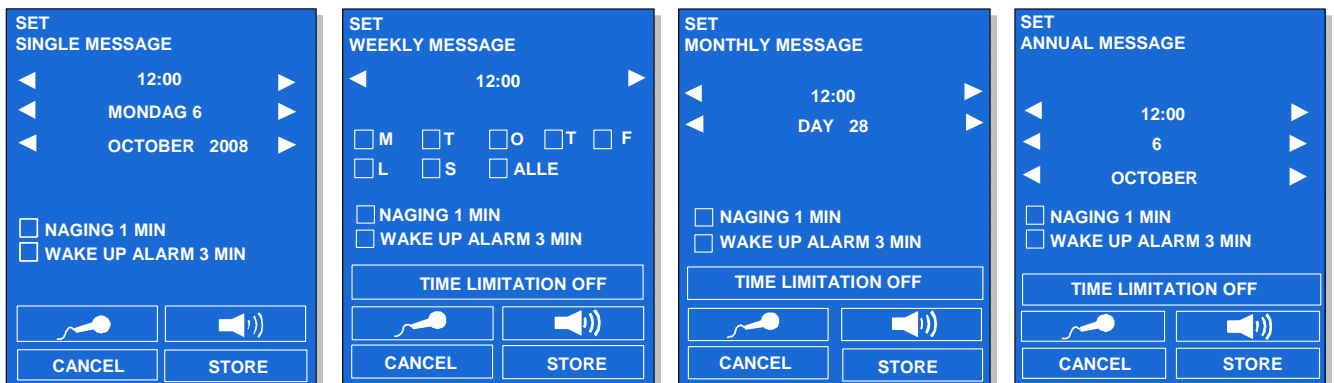 SET
SINGLE MESSAGE
12:00
MONDAG 6
OCTOBER 2008
NAGING 1 MIN
WAKE UP ALARM 3 MIN
CANCEL STORE
SET
WEEKLY MESSAGE
12:00
M T O T F
L S ALLE
NAGING 1 MIN
WAKE UP ALARM 3 MIN
TIME LIMITATION OFF
CANCEL STORE
SET
MONTHLY MESSAGE
12:00
DAY 28
NAGING 1 MIN
WAKE UP ALARM 3 MIN
TIME LIMITATION OFF
CANCEL STORE
SET
ANNUAL MESSAGE
12:00
6
OCTOBER
NAGING 1 MIN
WAKE UP ALARM 3 MIN
TIME LIMITATION OFF
CANCEL STORE